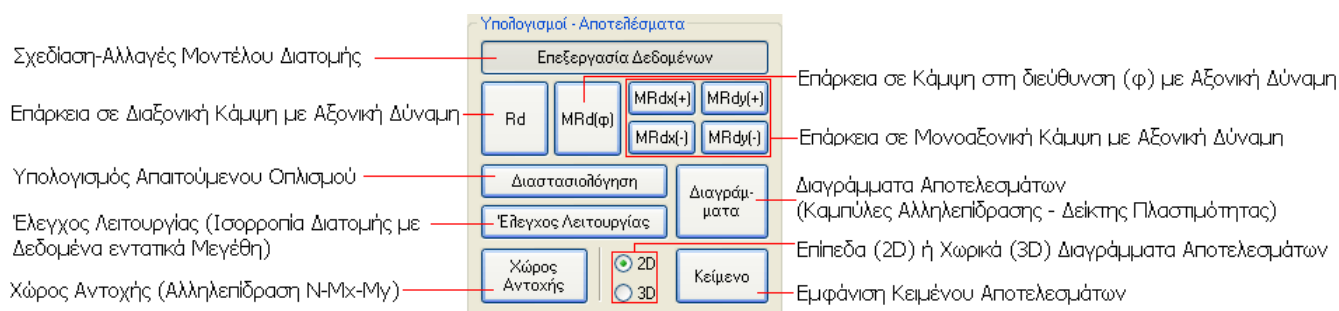 Υπολογισμοί - Αποτελέσματα
Σχεδίαση-Αλλαγές Μοντέλου Διατομής
Επεξεργασία Δεδομένων
Επάρκεια σε Κάμψη στη διεύθυνση (φ) με Αξονική Δύναμη
Επάρκεια σε Διαξονική Κάμψη με Αξονική Δύναμη
Rd
MRd(φ)
MRdx(+)
MRdy(+)
MRdx(-)
MRdy(-)
Επάρκεια σε Μονοαξονική Κάμψη με Αξονική Δύναμη
Υπολογισμός Απαιτούμενου Οπλισμού
Διαστασιολόγηση
Διαγράμ-
ματα
Διαγράμματα Αποτελεσμάτων
(Καμπύλες Αλληλεπίδρασης - Δείκτης Πλαστιμότητας)
Έλεγχος Λειτουργίας (Ισορροπία Διατομής με
Δεδομένα εντατικά Μεγέθη)
Έλεγχος Λειτουργίας
Επίπεδα (2D) ή Χωρικά (3D) Διαγράμματα Αποτελεσμάτων
Χώρος Αντοχής (Αλληλεπίδραση N-Mx-My)
Χώρος
Αντοχής
2D
3D
Κείμενο
Εμφάνιση Κειμένου Αποτελεσμάτων